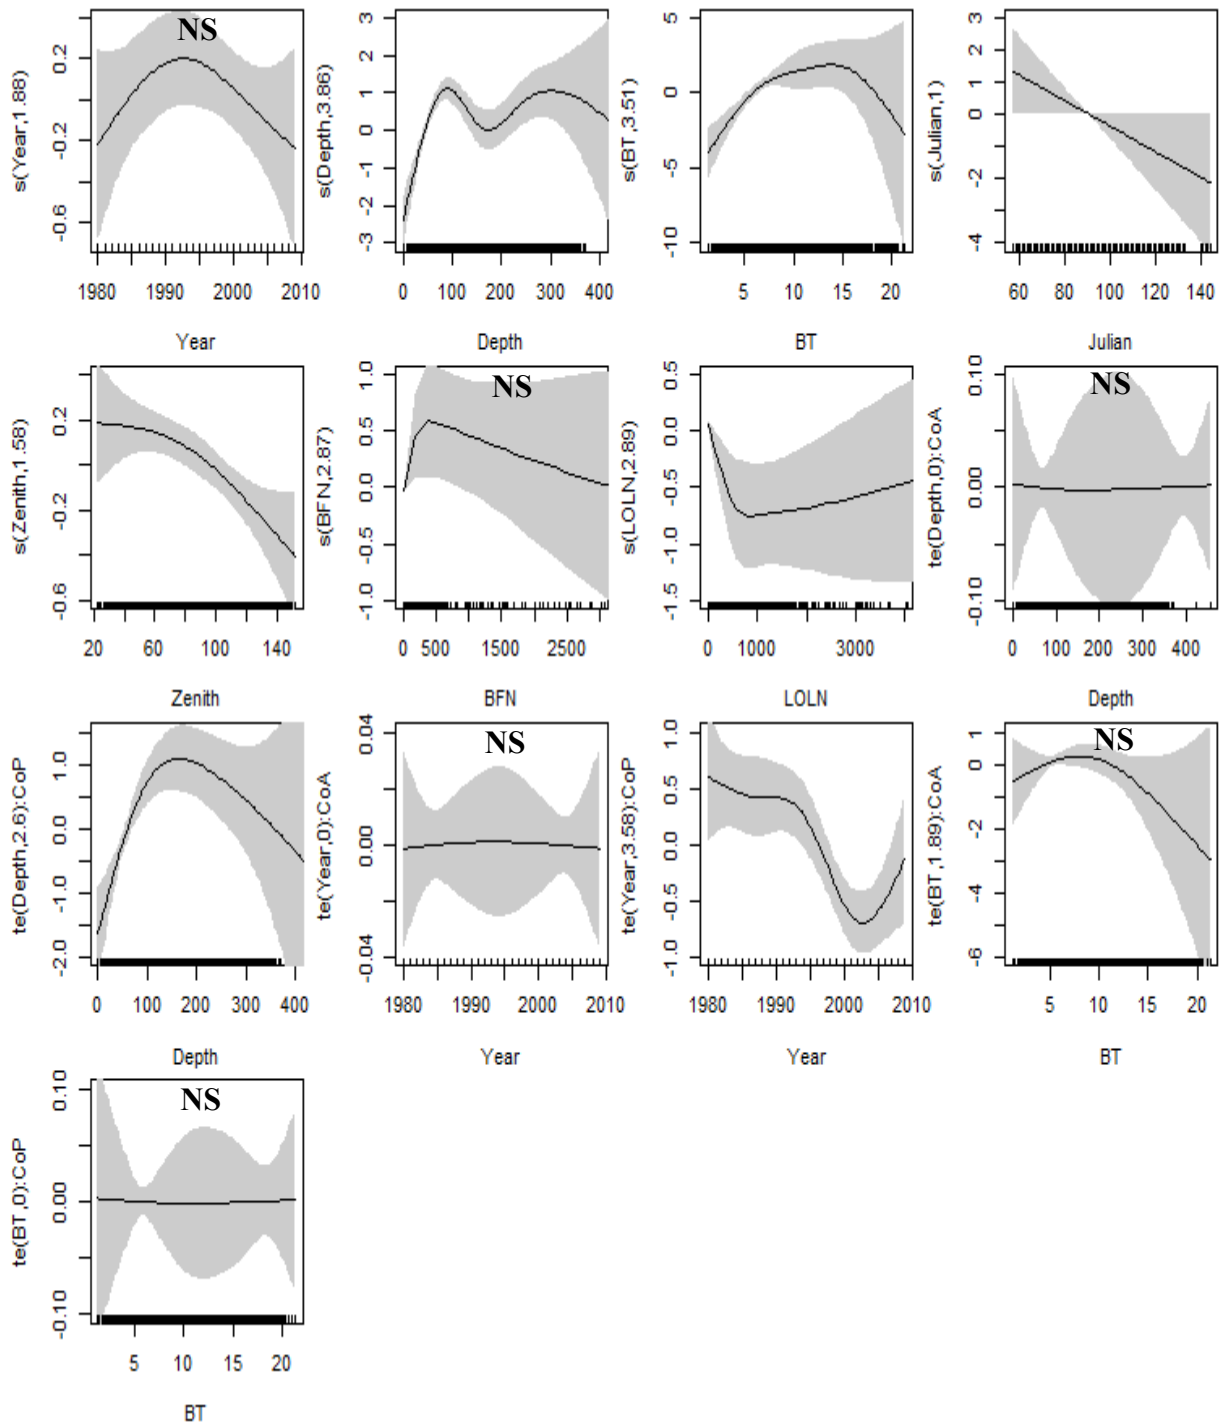 NS
s(Year,1.88)
0.2
-0.2
-0.6
1980 1990 2000 2010
Year
s(Depth,3.86)
3
2
1
0
-1
-2
-3
0 100 200 300 400
Depth
s(BT,3.51)
5
0
-5
-10
5 10 15 20
BT
s(Julian,1)
3
2
1
0
-2
-4
60 80 100 120 140
Julian
s(Zenith,1.58)
0.2
-0.2
-0.6
20 60 100 140
Zenith
NS
s(BFN,2.87)
1.0
0.5
0.0
-0.5
-1.0
0 500 1500 2500
BFN
s(LOLN,2.89)
0.5
0.0
-0.5
-1.0
-1.5
0 1000 3000
LOLN
NS
te(Depth,0):CoA
0.10
0.00
-0.10
0 100 200 300 400
Depth
te(Depth,2.6):CoP
1.0
0.0
-1.0
-2.0
0 100 200 300 400
Depth
NS
te(Year,0):CoA
0.04
0.00
-0.04
1980 1990 2000 2010
Year
te(Year,3.58):CoP
1.0
0.5
0.0
-0.5
-1.0
1980 1990 2000 2010
Year
NS
te(BT,1.89):CoA
1
0
-2
-4
-6
5 10 15 20
BT
NS
te(BT,0):CoP
0.10
0.00
-0.10
5 10 15 20
BT